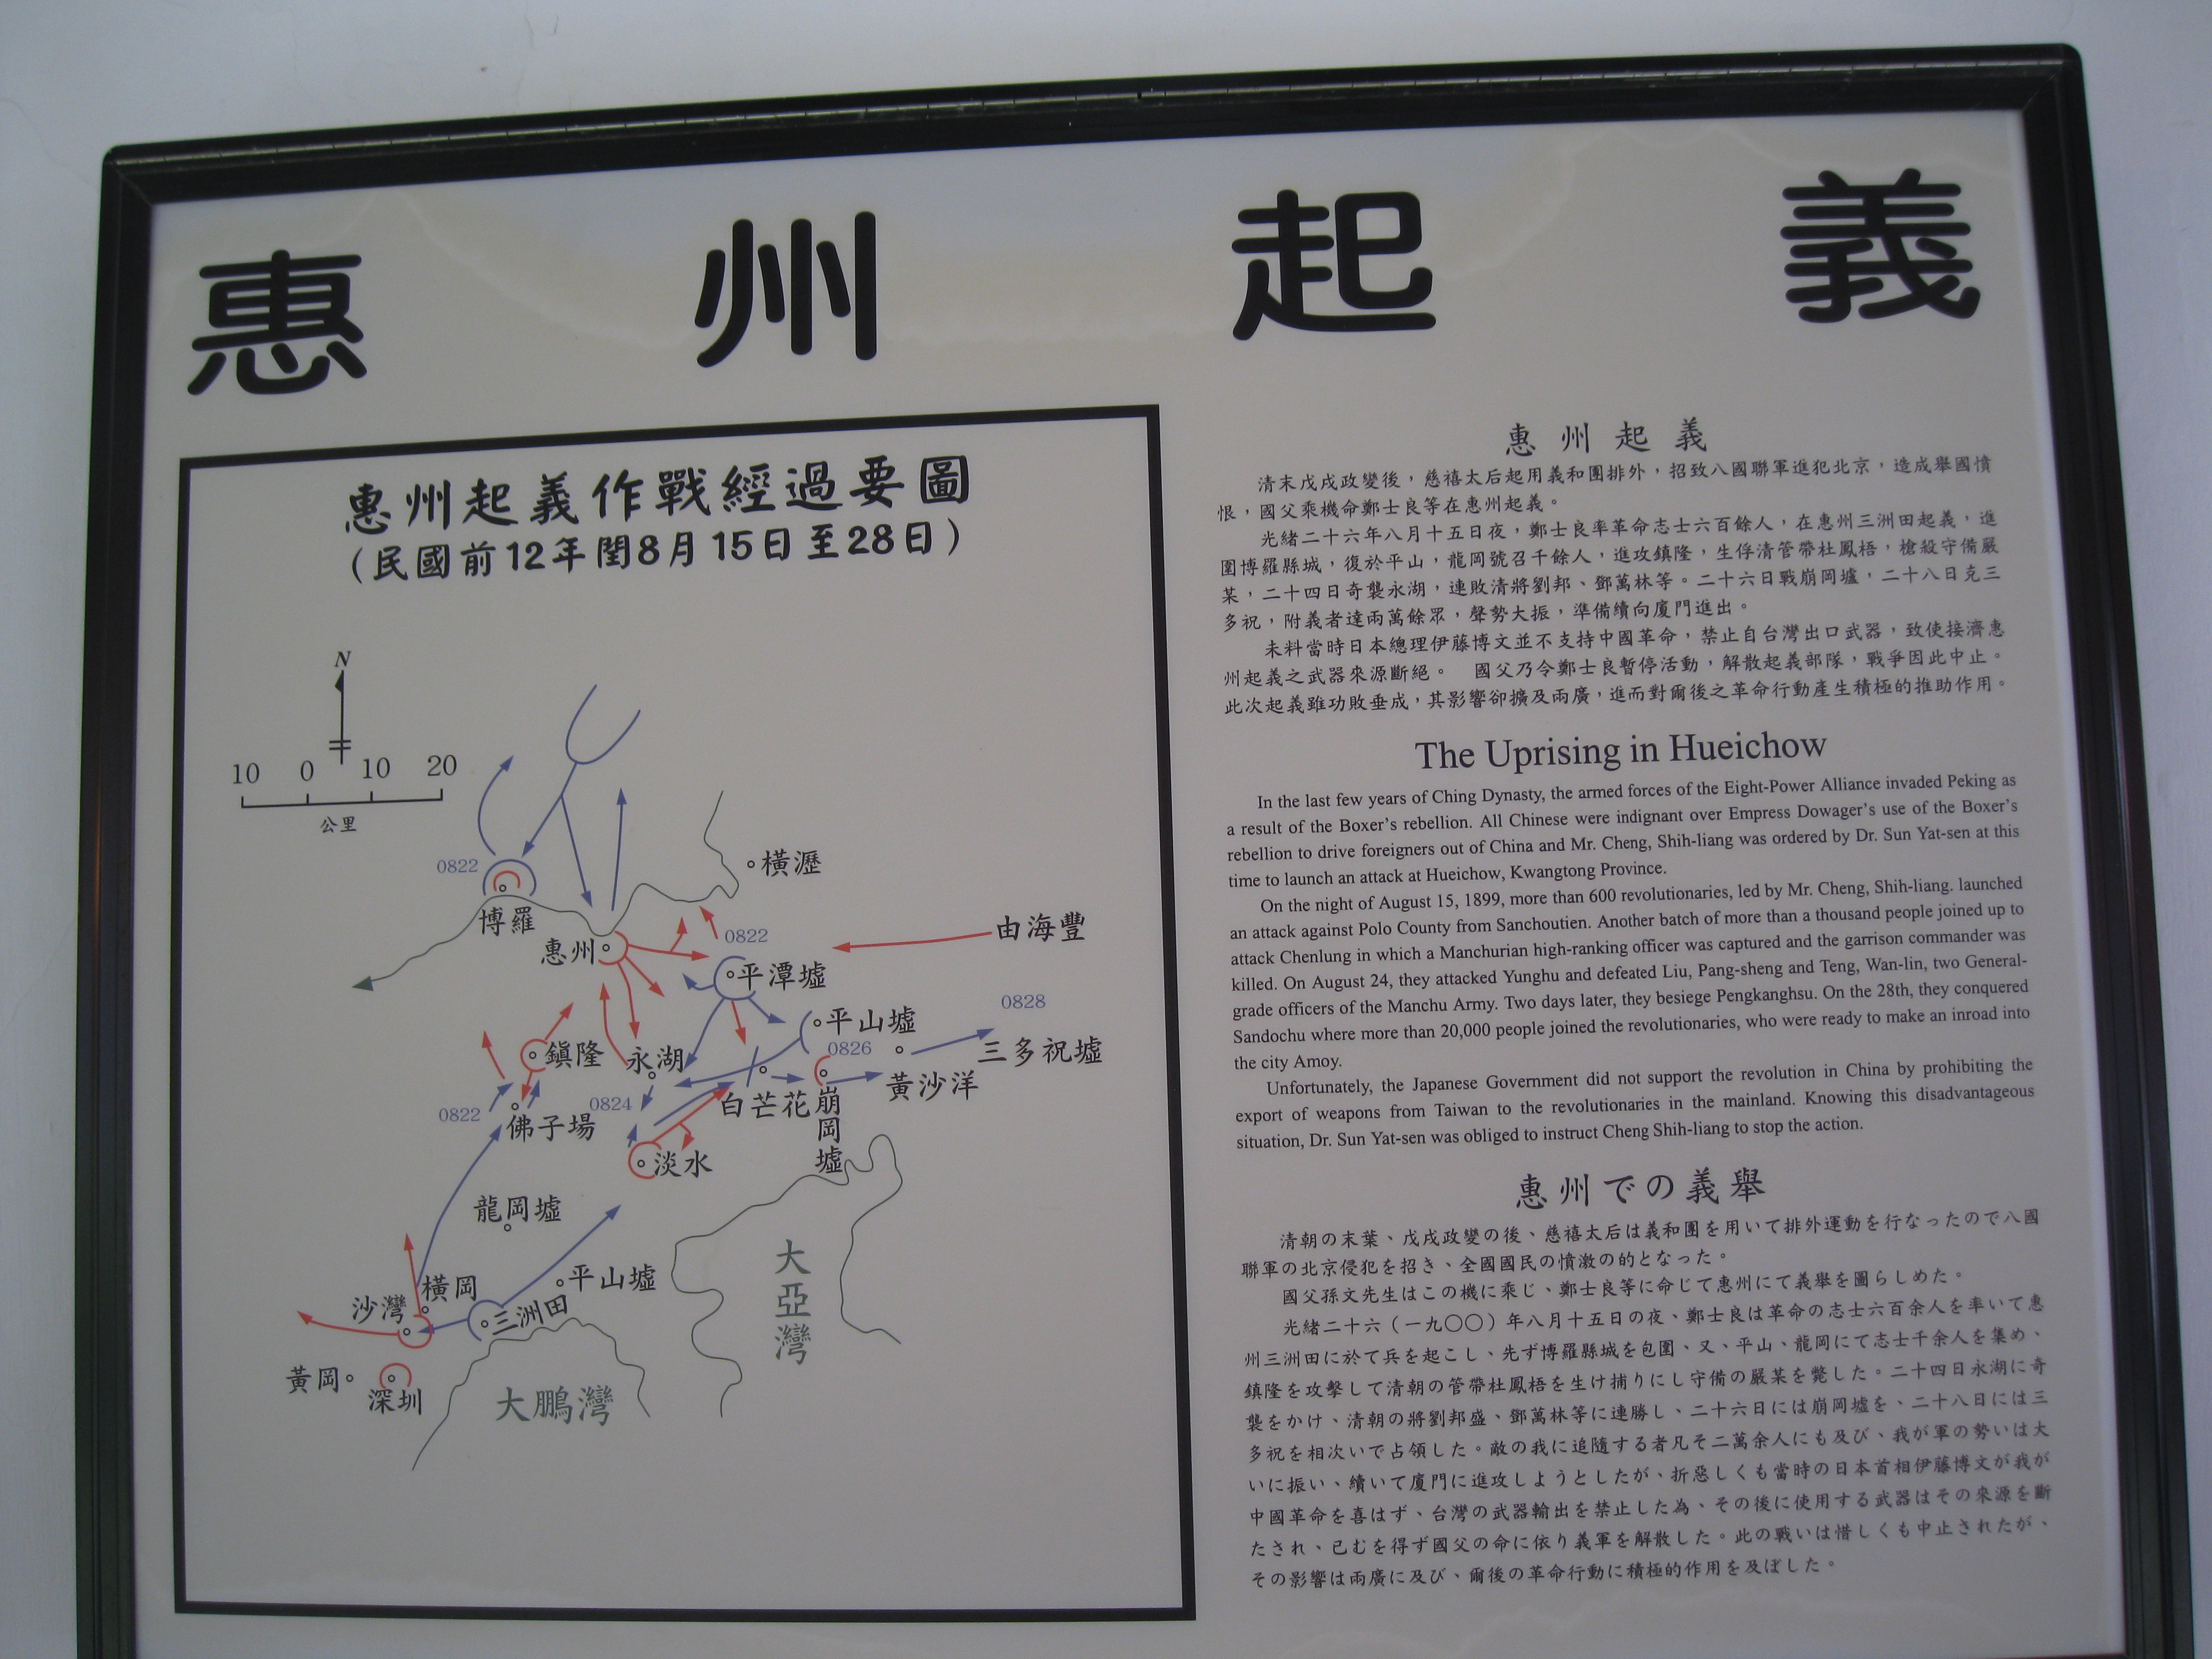 惠州起義
惠州起義作戰經過要圖
(民國前12年閏8月15日至28日)
N
10 0 10 20
公里
0822
博羅
橫瀝
惠州
0822
由海豐
平潭墟
0828
平山墟
0826
三多祝墟
鎮隆
永湖
黃沙洋
0822
佛子場
0824
白芒花
崩岡墟
淡水
龍岡墟
大亞灣
橫岡
平山墟
沙灣
三洲田
黃岡
深圳
大鵬灣
惠州起義
清末戊戌政變後，慈禧太后起用義和團排外，招致八國聯軍進犯北京，造成舉國憤
恨，國父乘機命鄭士良等在惠州起義。
光緒二十六年八月十五日夜，鄭士良率革命志士六百餘人，在惠州三洲田起義，進
圍博羅縣城，復於平山，龍岡號召千餘人，進攻鎮隆，生俘清管帶杜鳳梧，槍殺守備嚴
某，二十四日奇襲永湖，連敗清將劉邦、鄧萬林等。二十六日戰崩岡墟，二十八日克三
多祝，附義者達兩萬餘眾，聲勢大振，準備續向廈門進出。
未料當時日本總理伊藤博文並不支持中國革命，禁止自台灣出口武器，致使接濟惠
州起義之武器來源斷絕。 國父乃令鄭士良暫停活動，解散起義部隊，戰爭因此中止。
此次起義雖功敗垂成，其影響卻擴及兩廣，進而對爾後之革命行動產生積極的推助作用。
The Uprising in Hueichow
In the last few years of Ching Dynasty, the armed forces of the Eight-Power Alliance invaded Peking as
a result of the Boxer's rebellion. All Chinese were indignant over Empress Dowager's use of the Boxer's
rebellion to drive foreigners out of China and Mr. Cheng, Shih-liang was ordered by Dr. Sun Yat-sen at this
time to launch an attack at Hueichow, Kwangtong Province.
On the night of August 15, 1899, more than 600 revolutionaries, led by Mr. Cheng, Shih-liang. launched
an attack against Polo County from Sanchoutien. Another batch of more than a thousand people joined up to
attack Chenlung in which a Manchurian high-ranking officer was captured and the garrison commander was
killed. On August 24, they attacked Yunghu and defeated Liu, Pang-sheng and Teng, Wan-lin, two General-
grade officers of the Manchu Army. Two days later, they besiege Pengkanghsu. On the 28th, they conquered
Sandochu where more than 20,000 people joined the revolutionaries, who were ready to make an inroad into
the city Amoy.
Unfortunately, the Japanese Government did not support the revolution in China by prohibiting the
export of weapons from Taiwan to the revolutionaries in the mainland. Knowing this disadvantageous
situation, Dr. Sun Yat-sen was obliged to instruct Cheng Shih-liang to stop the action.
惠州での義舉
清朝の末葉、戊戌政變の後、慈禧太后は義和團を用いて排外運動を行なったので八國
聯軍の北京侵犯を招き、全國國民の憤激の的となった。
國父孫文先生はこの機に乘じ、鄭士良等に命じて惠州にて義舉を圖らしめた。
光緒二十六（一九〇〇）年八月十五日の夜、鄭士良は革命の志士六百余人を率いて惠
州三洲田に於て兵を起こし、先ず博羅縣城を包圍、又、平山、龍岡にて志士千余人を集め、
鎮隆を攻擊して清朝の管帶杜鳳梧を生け捕りにし守備の嚴某を斃した。二十四日永湖に奇
襲をかけ、清朝の將劉邦盛、鄧萬林等に連勝し、二十六日には崩岡墟を、二十八日には三
多祝を相次いで占領した。敵の我に追隨する者凡そ二萬余人にも及び、我が軍の勢いは大
いに振い、續いて廈門に進攻しようとしたが、折惡しくも當時の日本首相伊藤博文が我が
中國革命を喜はず、台灣の武器輸出を禁止した為、その後に使用する武器はその來源を斷
たされ、已むを得ず國父の命に依り義軍を解散した。此の戰いは惜しくも中止されたが、
その影響は兩廣に及び、爾後の革命行動に積極的作用を及ぼした。